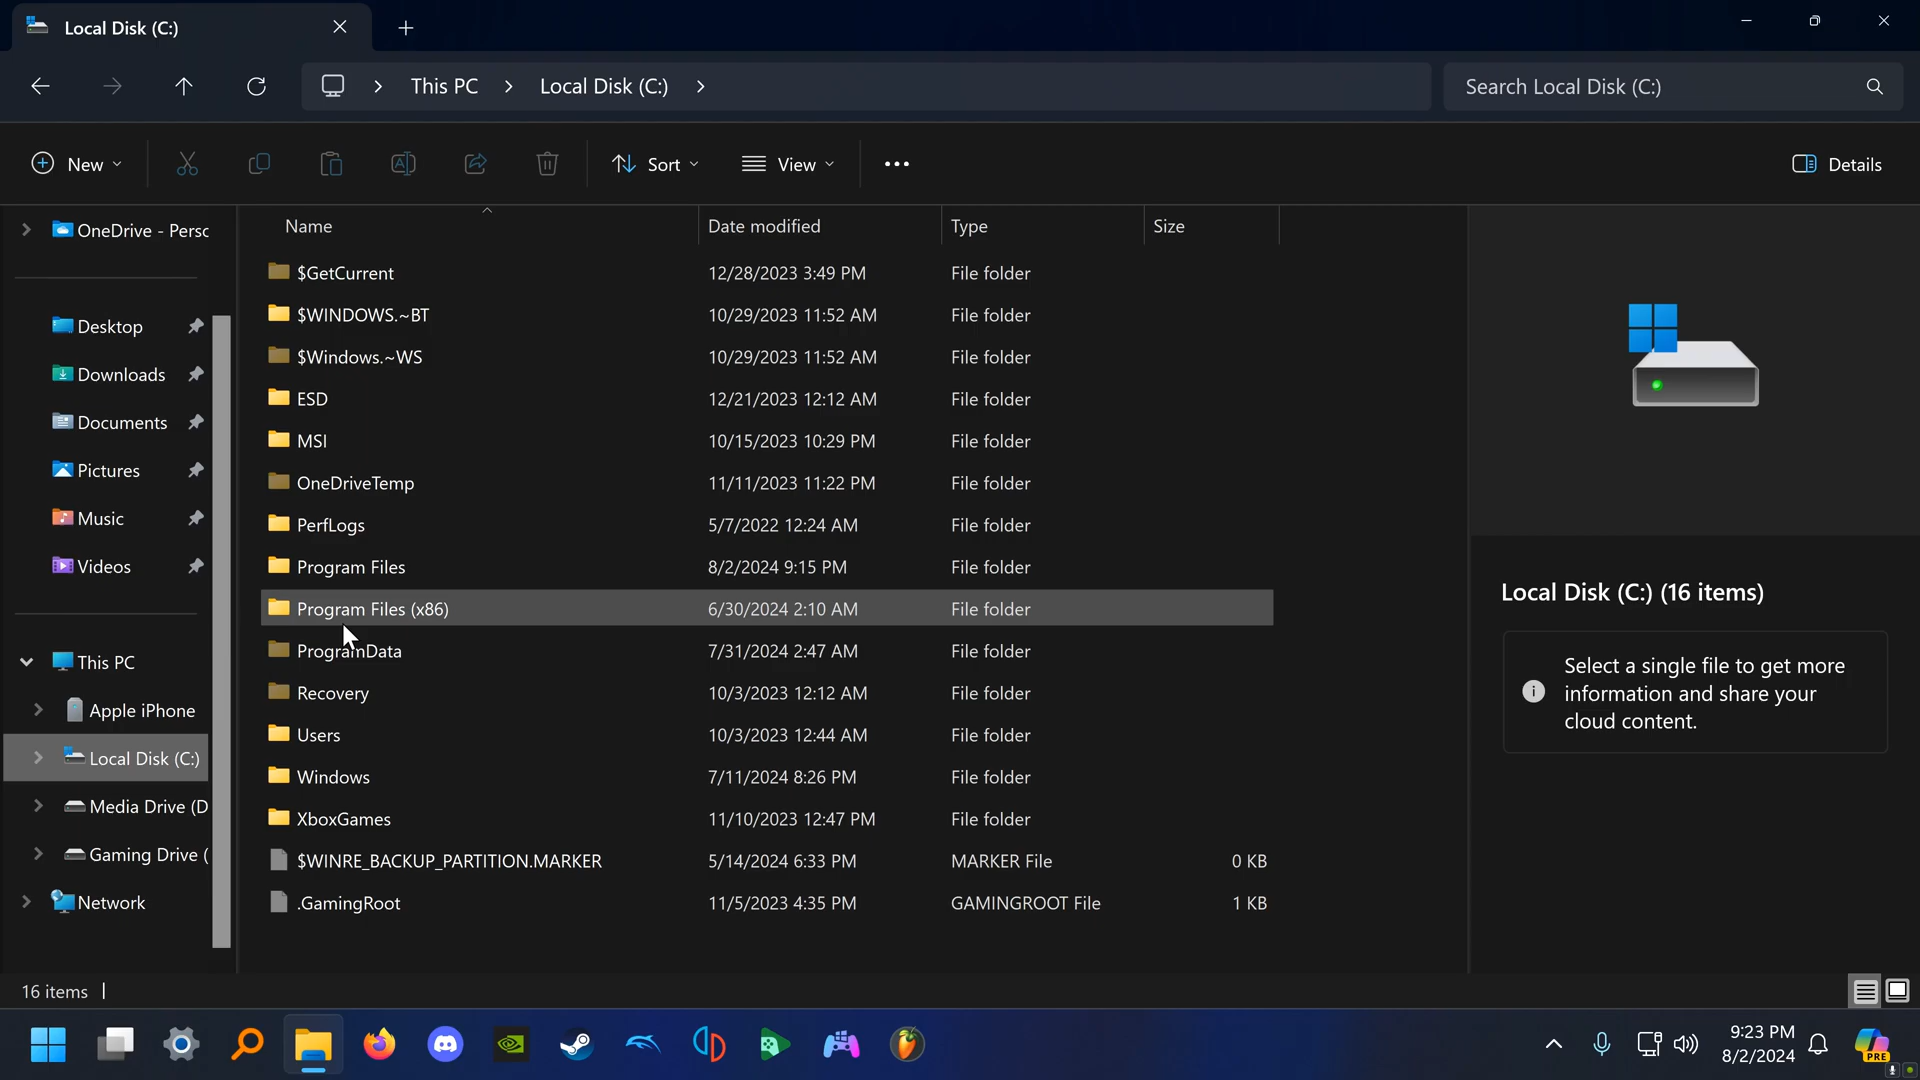 Local Disk (C:)
This PC
Local Disk (C:)
Search Local Disk (C:)
New
Sort
View
Details
OneDrive - Persc
Desktop
Downloads
Documents
Pictures
Music
Videos
This PC
Apple iPhone
Local Disk (C:)
Media Drive (D
Gaming Drive (
Network
Name Date modified Type Size
$GetCurrent 12/28/2023 3:49 PM File folder
$WINDOWS.~BT 10/29/2023 11:52 AM File folder
$Windows.~WS 10/29/2023 11:52 AM File folder
ESD 12/21/2023 12:12 AM File folder
MSI 10/15/2023 10:29 PM File folder
OneDriveTemp 11/11/2023 11:22 PM File folder
PerfLogs 5/7/2022 12:24 AM File folder
Program Files 8/2/2024 9:15 PM File folder
Program Files (x86) 6/30/2024 2:10 AM File folder
ProgramData 7/31/2024 2:47 AM File folder
Recovery 10/3/2023 12:12 AM File folder
Users 10/3/2023 12:44 AM File folder
Windows 7/11/2024 8:26 PM File folder
XboxGames 11/10/2023 12:47 PM File folder
$WINRE_BACKUP_PARTITION.MARKER 5/14/2024 6:33 PM MARKER File 0 KB
.GamingRoot 11/5/2023 4:35 PM GAMINGROOT File 1 KB
Local Disk (C:) (16 items)
Select a single file to get more
information and share your
cloud content.
16 items
9:23 PM
8/2/2024
PRE